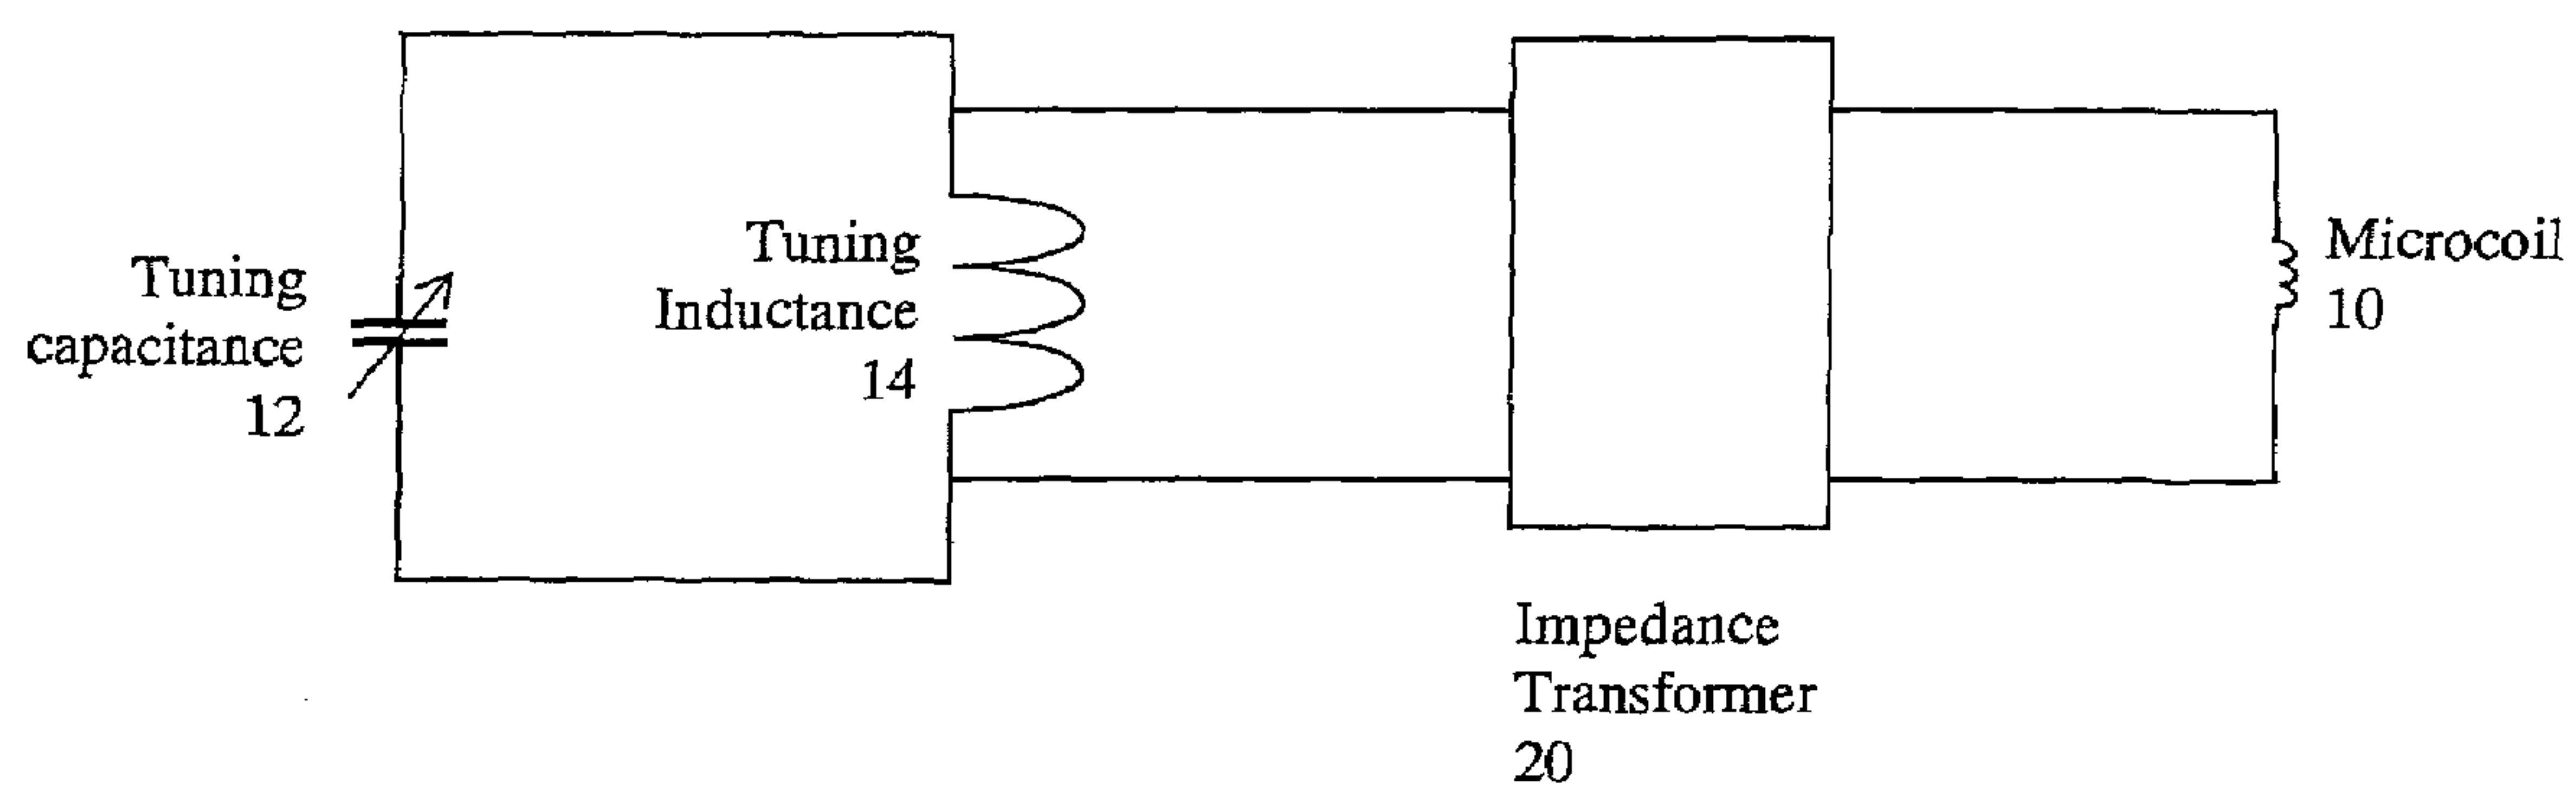 Tuning
capacitance
12
Tuning
Inductance
14
Impedance
Transformer
20
Microcoil
10